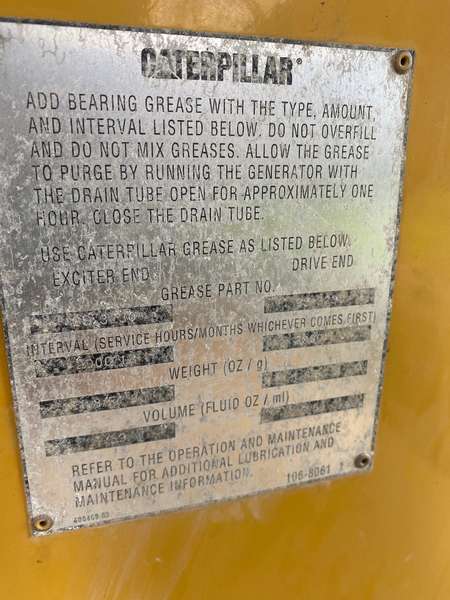 CATERPILLAR®
ADD BEARING GREASE WITH THE TYPE, AMOUNT,
AND INTERVAL LISTED BELOW. DO NOT OVERFILL
AND DO NOT MIX GREASES. ALLOW THE GREASE
TO PURGE BY RUNNING THE GENERATOR WITH
THE DRAIN TUBE OPEN FOR APPROXIMATELY ONE
HOUR. CLOSE THE DRAIN TUBE.
USE CATERPILLAR GREASE AS LISTED BELOW.
EXCITER END DRIVE END
GREASE PART NO.
INTERVAL (SERVICE HOURS/MONTHS WHICHEVER COMES FIRST)
WEIGHT (OZ / g)
VOLUME (FLUID OZ / ml)
REFER TO THE OPERATION AND MAINTENANCE
MANUAL FOR ADDITIONAL LUBRICATION AND
MAINTENANCE INFORMATION. 106-8061 1